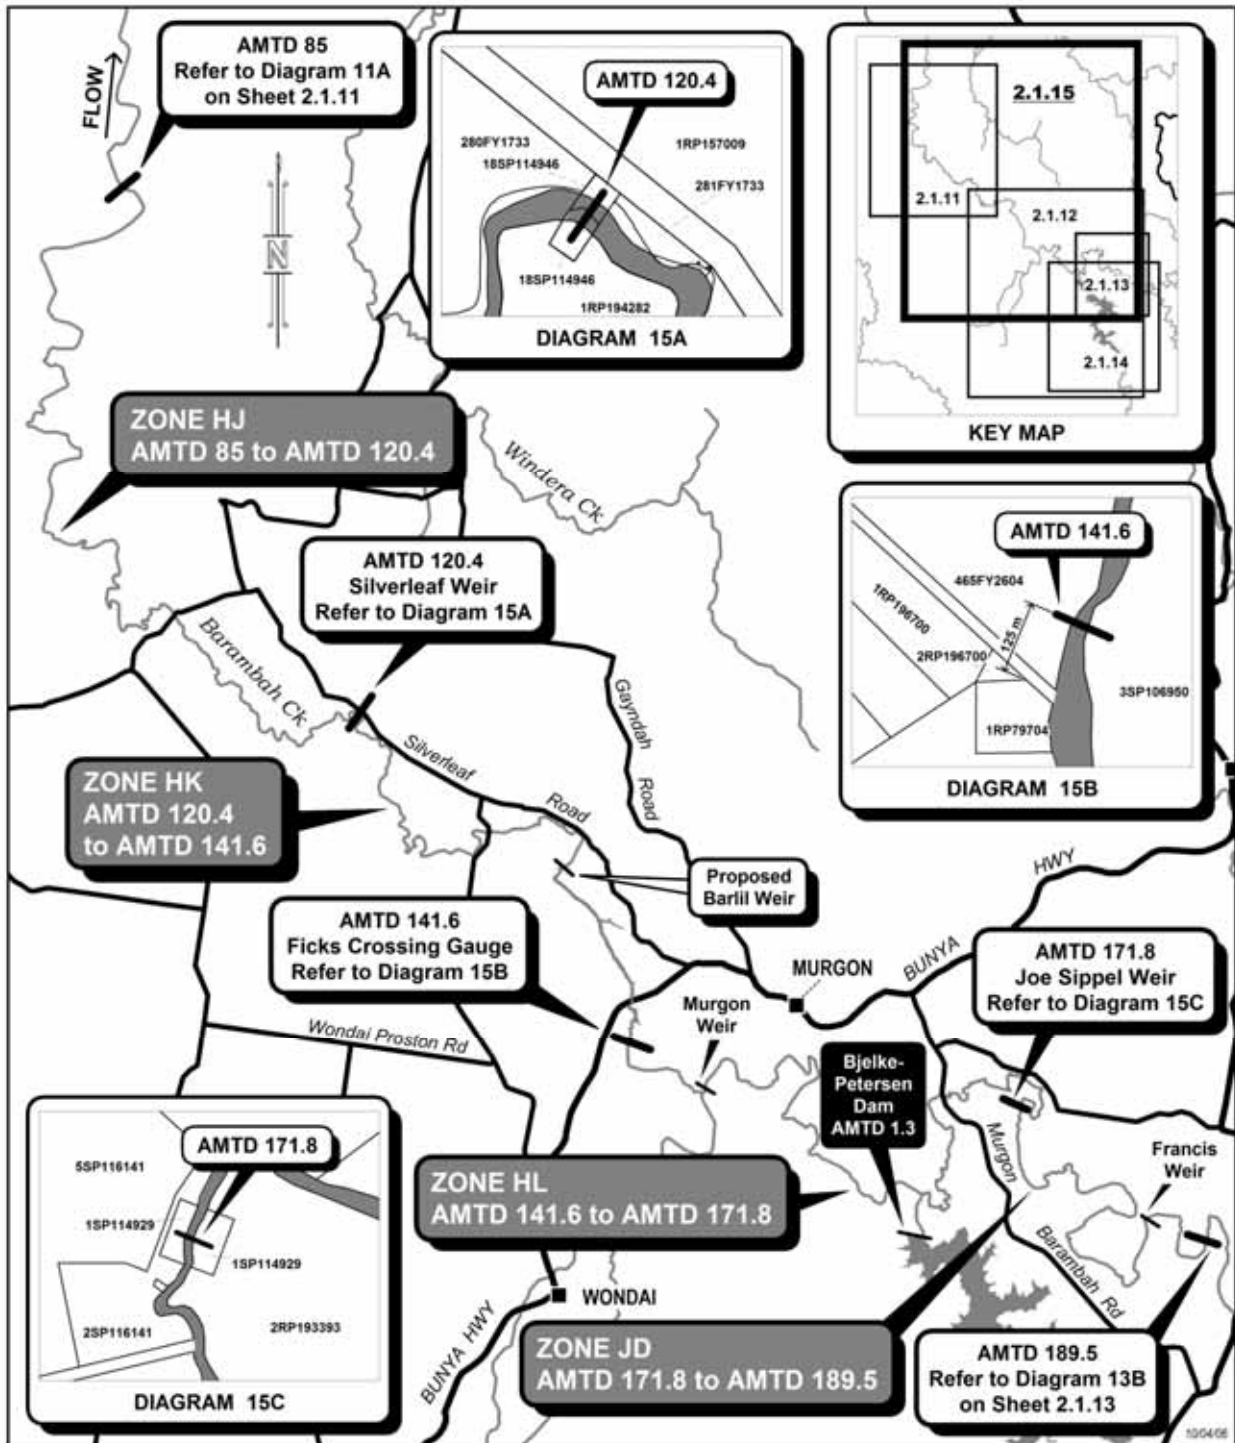 AMTD 85
Refer to Diagram 11A
on Sheet 2.1.11
FLOW
N
AMTD 120.4
280FY1733
18SP114946
1RP157009
281FY1733
18SP114946
1RP194282
DIAGRAM 15A
2.1.15
2.1.11
2.1.12
2.1.13
2.1.14
KEY MAP
ZONE HJ
AMTD 85 to AMTD 120.4
Windera Ck
AMTD 120.4
Silverleaf Weir
Refer to Diagram 15A
AMTD 141.6
465FY2604
1RP196700
125 m
2RP196700
3SP106950
1RP79704
DIAGRAM 15B
Barambah Ck
Silverleaf
Road
Gayndah
Road
ZONE HK
AMTD 120.4
to AMTD 141.6
Proposed
Barlil Weir
BUNYA
HWY
AMTD 141.6
Ficks Crossing Gauge
Refer to Diagram 15B
MURGON
AMTD 171.8
Joe Sippel Weir
Refer to Diagram 15C
Murgon
Weir
Wondai Proston Rd
Bjelke-
Petersen
Dam
AMTD 1.3
Murgon
Barambah Rd
Francis
Weir
AMTD 171.8
5SP116141
1SP114929
1SP114929
2SP116141
2RP193393
DIAGRAM 15C
ZONE HL
AMTD 141.6 to AMTD 171.8
WONDAI
BUNYA HWY
ZONE JD
AMTD 171.8 to AMTD 189.5
AMTD 189.5
Refer to Diagram 13B
on Sheet 2.1.13